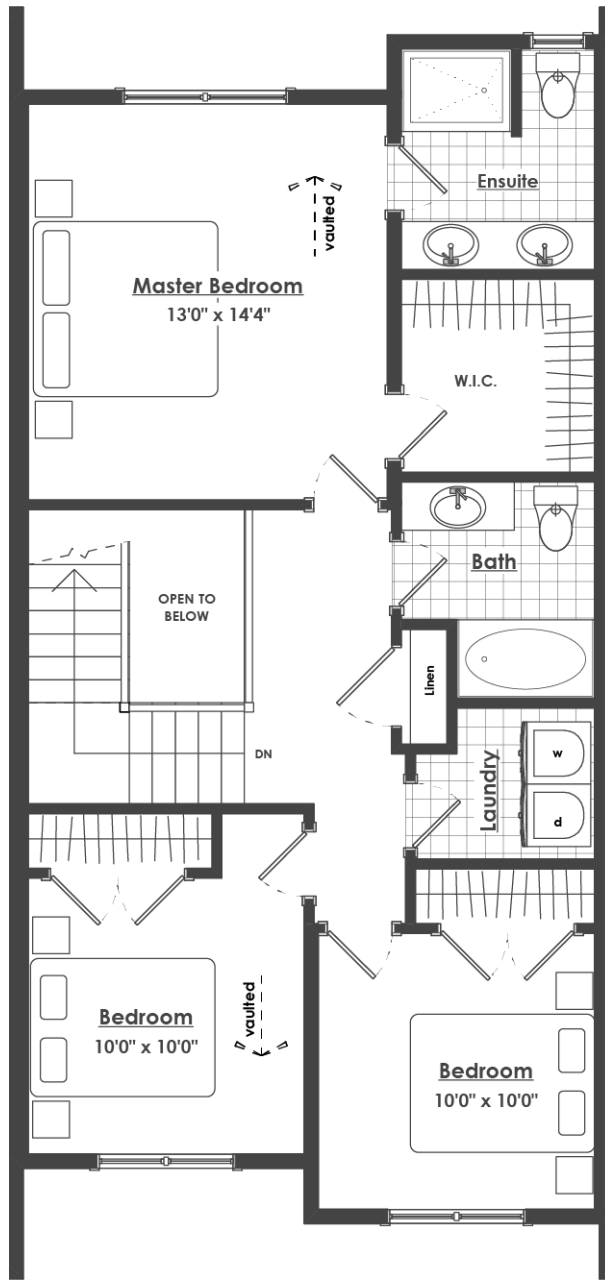 Ensuite
vaulted
Master Bedroom
13'0" x 14'4"
W.I.C.
Bath
OPEN TO
BELOW
Linen
DN
Laundry
w
d
vaulted
Bedroom
10'0" x 10'0"
Bedroom
10'0" x 10'0"